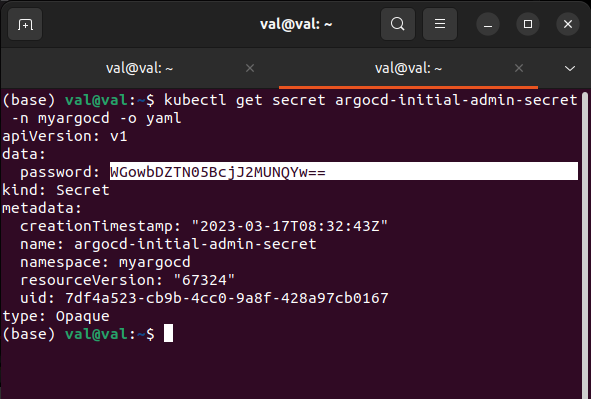 val@val: ~
val@val: ~
val@val: ~
(base) val@val:~$ kubectl get secret argocd-initial-admin-secret
-n myargocd -o yaml
apiVersion: v1
data:
  password: WGowbDZTN05BcjJ2MUNQYw==
kind: Secret
metadata:
  creationTimestamp: "2023-03-17T08:32:43Z"
  name: argocd-initial-admin-secret
  namespace: myargocd
  resourceVersion: "67324"
  uid: 7df4a523-cb9b-4cc0-9a8f-428a97cb0167
type: Opaque
(base) val@val:~$